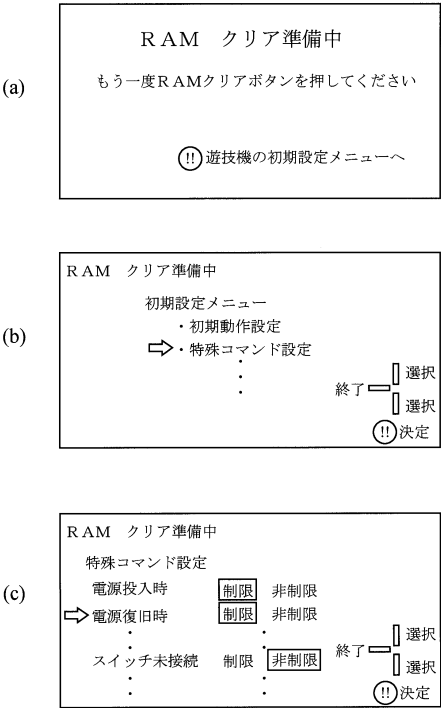 (a)
RAM クリア準備中
もう一度RAMクリアボタンを押してください
!! 遊技機の初期設定メニューへ
(b)
RAM クリア準備中
初期設定メニュー
・初期動作設定
・特殊コマンド設定
・
・
・
選択
終了
選択
!! 決定
(c)
RAM クリア準備中
特殊コマンド設定
電源投入時 制限 非制限
電源復旧時 制限 非制限
・ ・
・ ・
スイッチ未接続 制限 非制限
・ ・
・ ・
選択
終了
選択
!! 決定